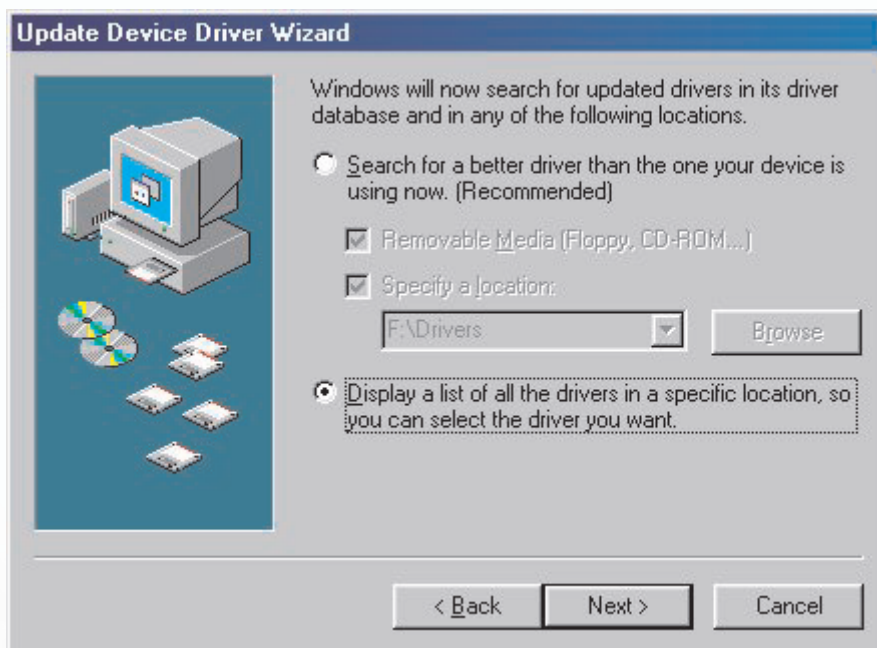 Update Device Driver Wizard
Windows will now search for updated drivers in its driver
database and in any of the following locations.
Search for a better driver than the one your device is
using now. (Recommended)
Removable Media (Floppy, CD-ROM...)
Specify a location:
F:\Drivers
Browse
Display a list of all the drivers in a specific location, so
you can select the driver you want.
< Back
Next >
Cancel